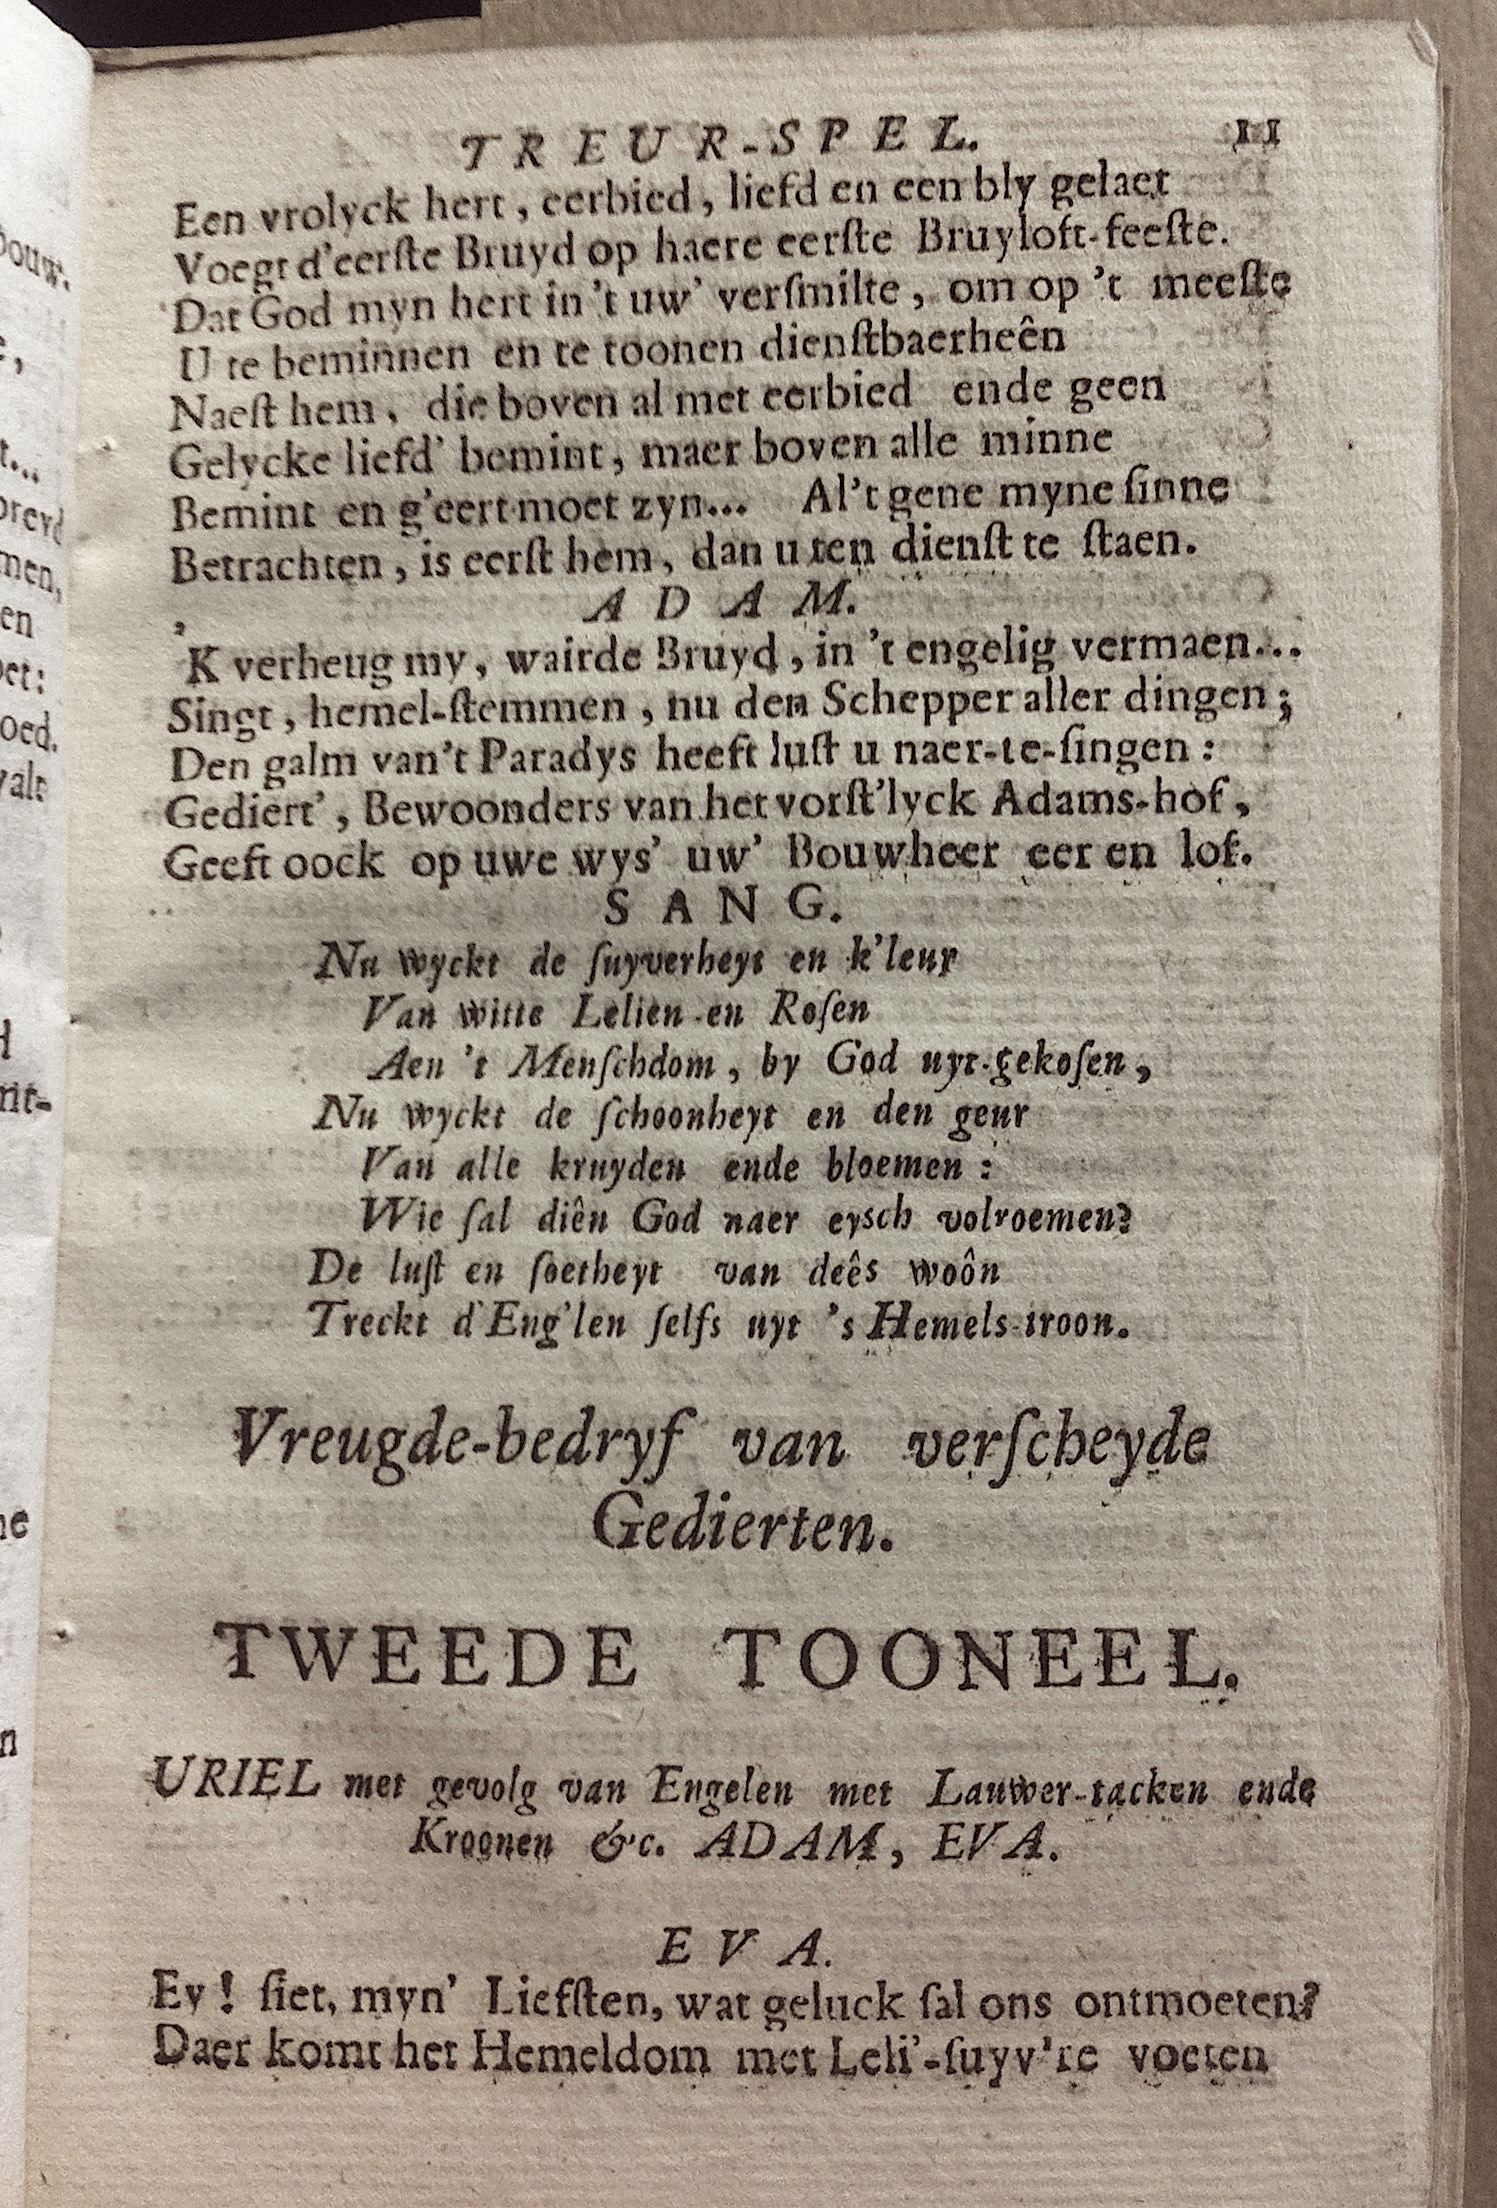 TREUR-SPEL. 11
Een vrolyck hert, eerbied, liefd en een bly gelaet
Voegt d'eerſte Bruyd op haere eerſte Bruyloft-feeſte.
Dat God myn hert in 't uw' verſmilte, om op 't meeſte
U te beminnen en te toonen dienſtbaerheên
Naeſt hem, die boven al met eerbied ende geen
Gelycke liefd' bemint, maer boven alle minne
Bemint en g'eert moet zyn... Al't gene myne ſinne
Betrachten, is eerſt hem, dan u ten dienſt te ſtaen.
ADAM.
'K verheug my, wairde Bruyd, in 't engelig vermaen...
Singt, hemel-ſtemmen, nu den Schepper aller dingen;
Den galm van't Paradys heeft luſt u naer-te-ſingen:
Gediert', Bewoonders van het vorſt'lyck Adams-hof,
Geeft oock op uwe wys' uw' Bouwheer eer en lof.
SANG.
Nu wyckt de ſuyverheyt en k'leur
Van witte Lelien en Roſen
Aen 't Menſchdom, by God uyt-gekoſen,
Nu wyckt de ſchoonheyt en den geur
Van alle kruyden ende bloemen:
Wie ſal diên God naer eysch volroemen?
De luſt en ſoetheyt van deês woôn
Treckt d'Eng'len ſelfs uyt 's Hemels-troon.
Vreugde-bedryf van verſcheyde
Gedierten.
TWEEDE TOONEEL.
URIEL met gevolg van Engelen met Lauwer-tacken ende
Kroonen &c. ADAM, EVA.
EVA.
Ey! ſiet, myn' Liefſten, wat geluck ſal ons ontmoeten?
Daer komt het Hemeldom met Leli'-ſuyv're voeten